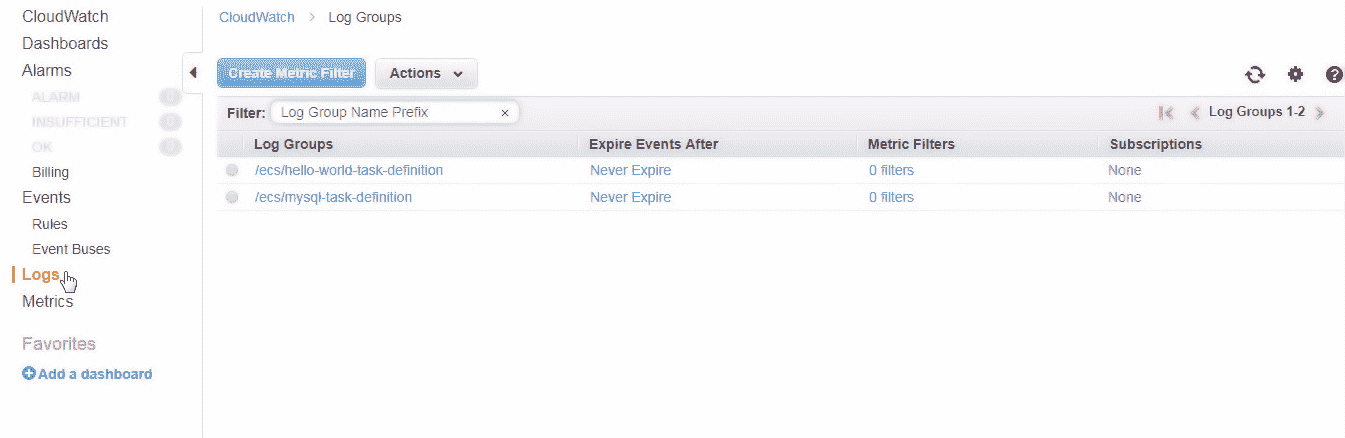 CloudWatch
Dashboards
Alarms
ALARM 0
INSUFFICIENT 0
OK 0
Billing
Events
Rules
Event Buses
Logs
Metrics
Favorites
Add a dashboard
CloudWatch > Log Groups
Create Metric Filter Actions
Filter: Log Group Name Prefix × Log Groups 1-2
Log Groups Expire Events After Metric Filters Subscriptions
/ecs/hello-world-task-definition Never Expire 0 filters None
/ecs/mysql-task-definition Never Expire 0 filters None